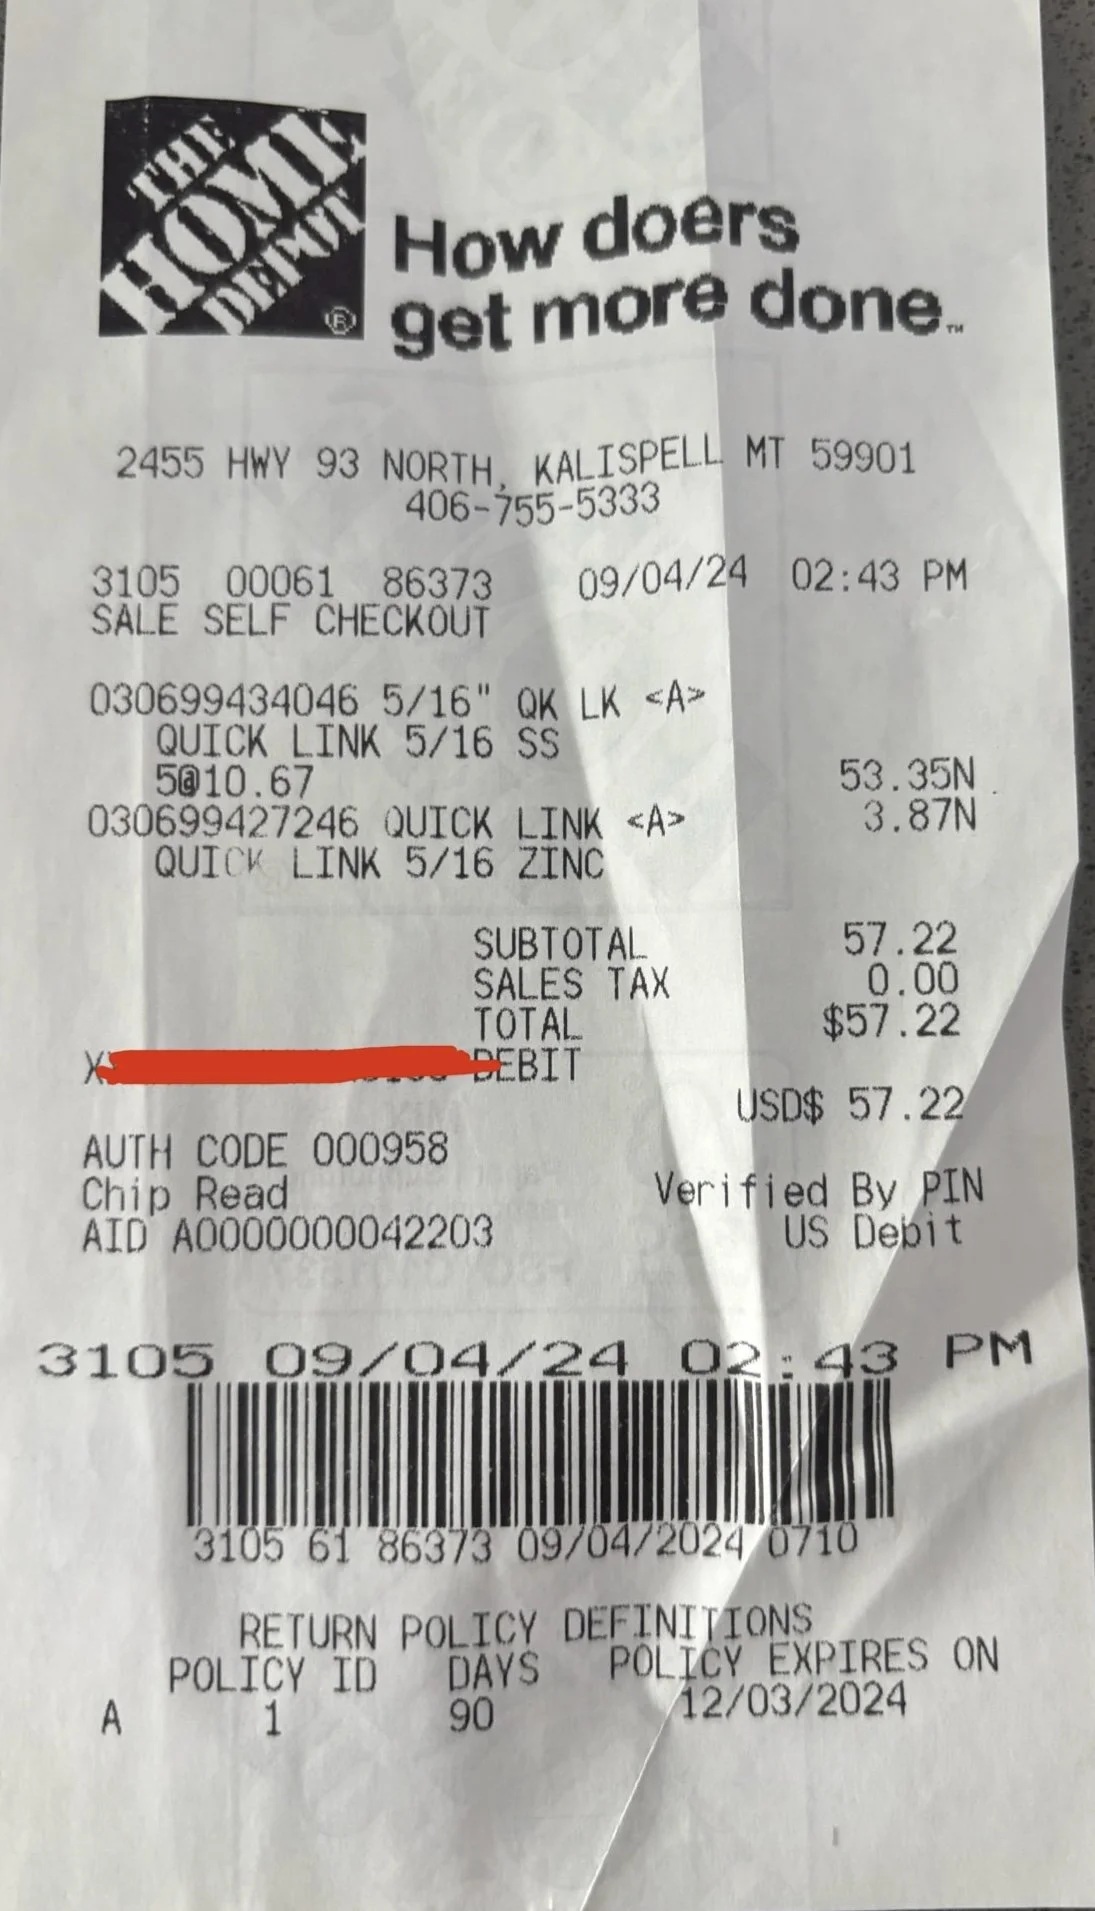 THE
HOME
DEPOT
®
How doers
get more done.™
2455 HWY 93 NORTH, KALISPELL MT 59901
406-755-5333
3105 00061 86373 09/04/24 02:43 PM
SALE SELF CHECKOUT
030699434046 5/16" QK LK <A>
QUICK LINK 5/16 SS
5@10.67 53.35N
030699427246 QUICK LINK <A> 3.87N
QUICK LINK 5/16 ZINC
SUBTOTAL 57.22
SALES TAX 0.00
TOTAL $57.22
X DEBIT
USD$ 57.22
AUTH CODE 000958
Chip Read Verified By PIN
AID A0000000042203 US Debit
3105 09/04/24 02:43 PM
3105 61 86373 09/04/2024 0710
RETURN POLICY DEFINITIONS
POLICY ID DAYS POLICY EXPIRES ON
A 1 90 12/03/2024